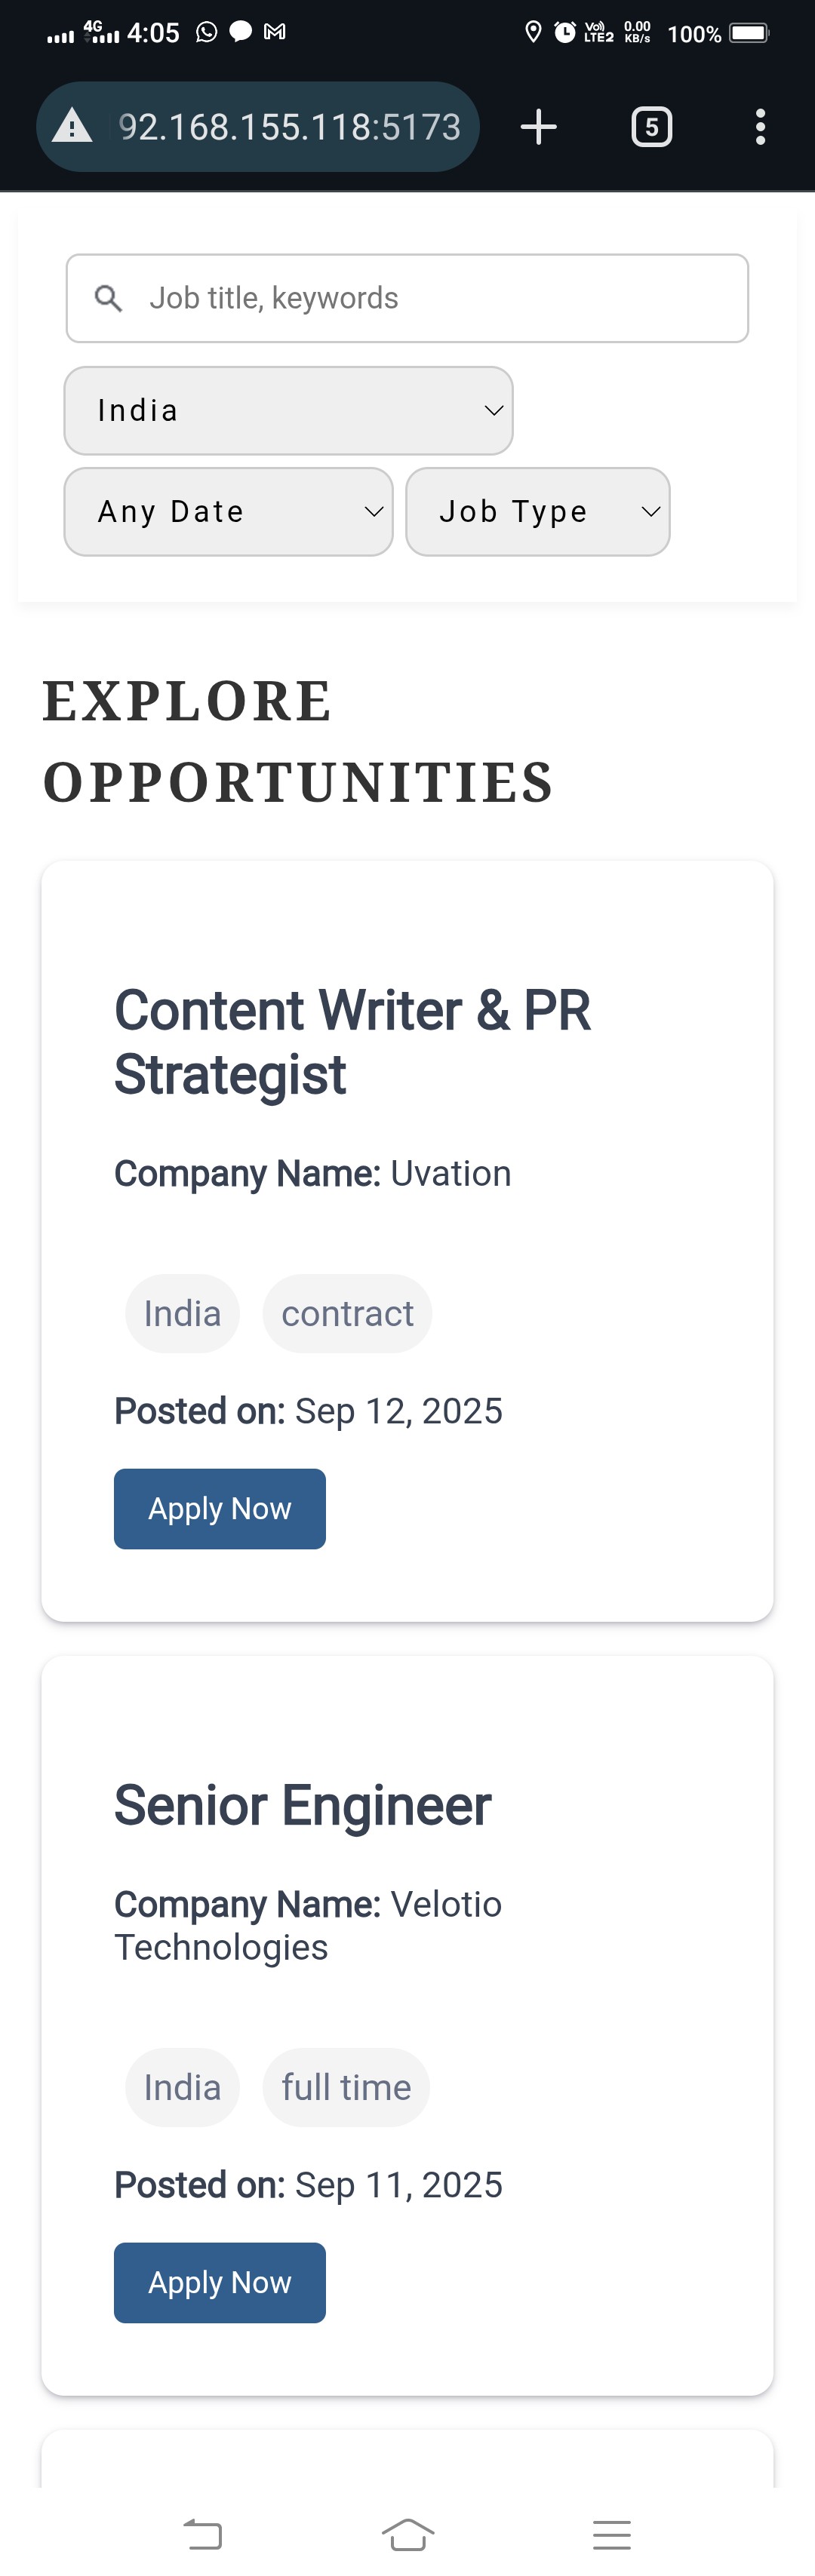 4G 4:05 VoD LTE2 0.00 KB/s 100%
92.168.155.118:5173 5
Job title, keywords
India
Any Date Job Type
EXPLORE
OPPORTUNITIES
Content Writer & PR
Strategist
Company Name: Uvation
India contract
Posted on: Sep 12, 2025
Apply Now
Senior Engineer
Company Name: Velotio
Technologies
India full time
Posted on: Sep 11, 2025
Apply Now